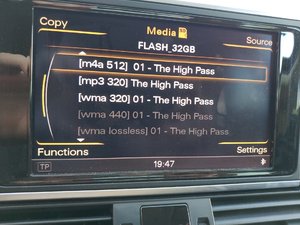 Copy
Media
Source
FLASH_32GB
[m4a 512] 01 - The High Pass
[mp3 320] The High Pass
[wma 320] 01 - The High Pass
[wma 440] 01 - The High Pass
[wma lossless] 01 - The High Pass
Functions
Settings
TP
19:47